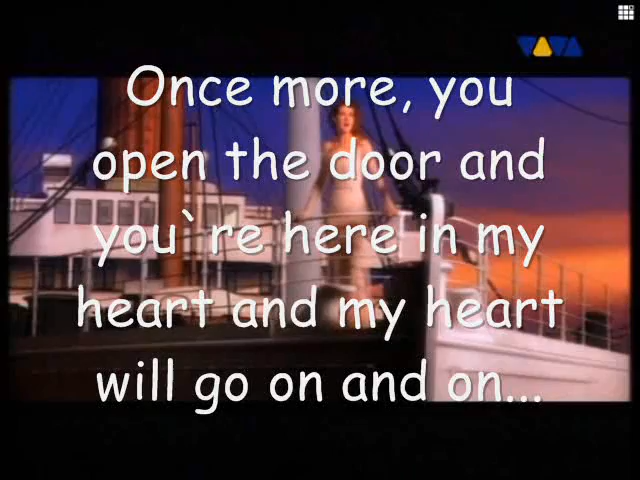 VIVA
Once more, you
open the door and
you`re here in my
heart and my heart
will go on and on...